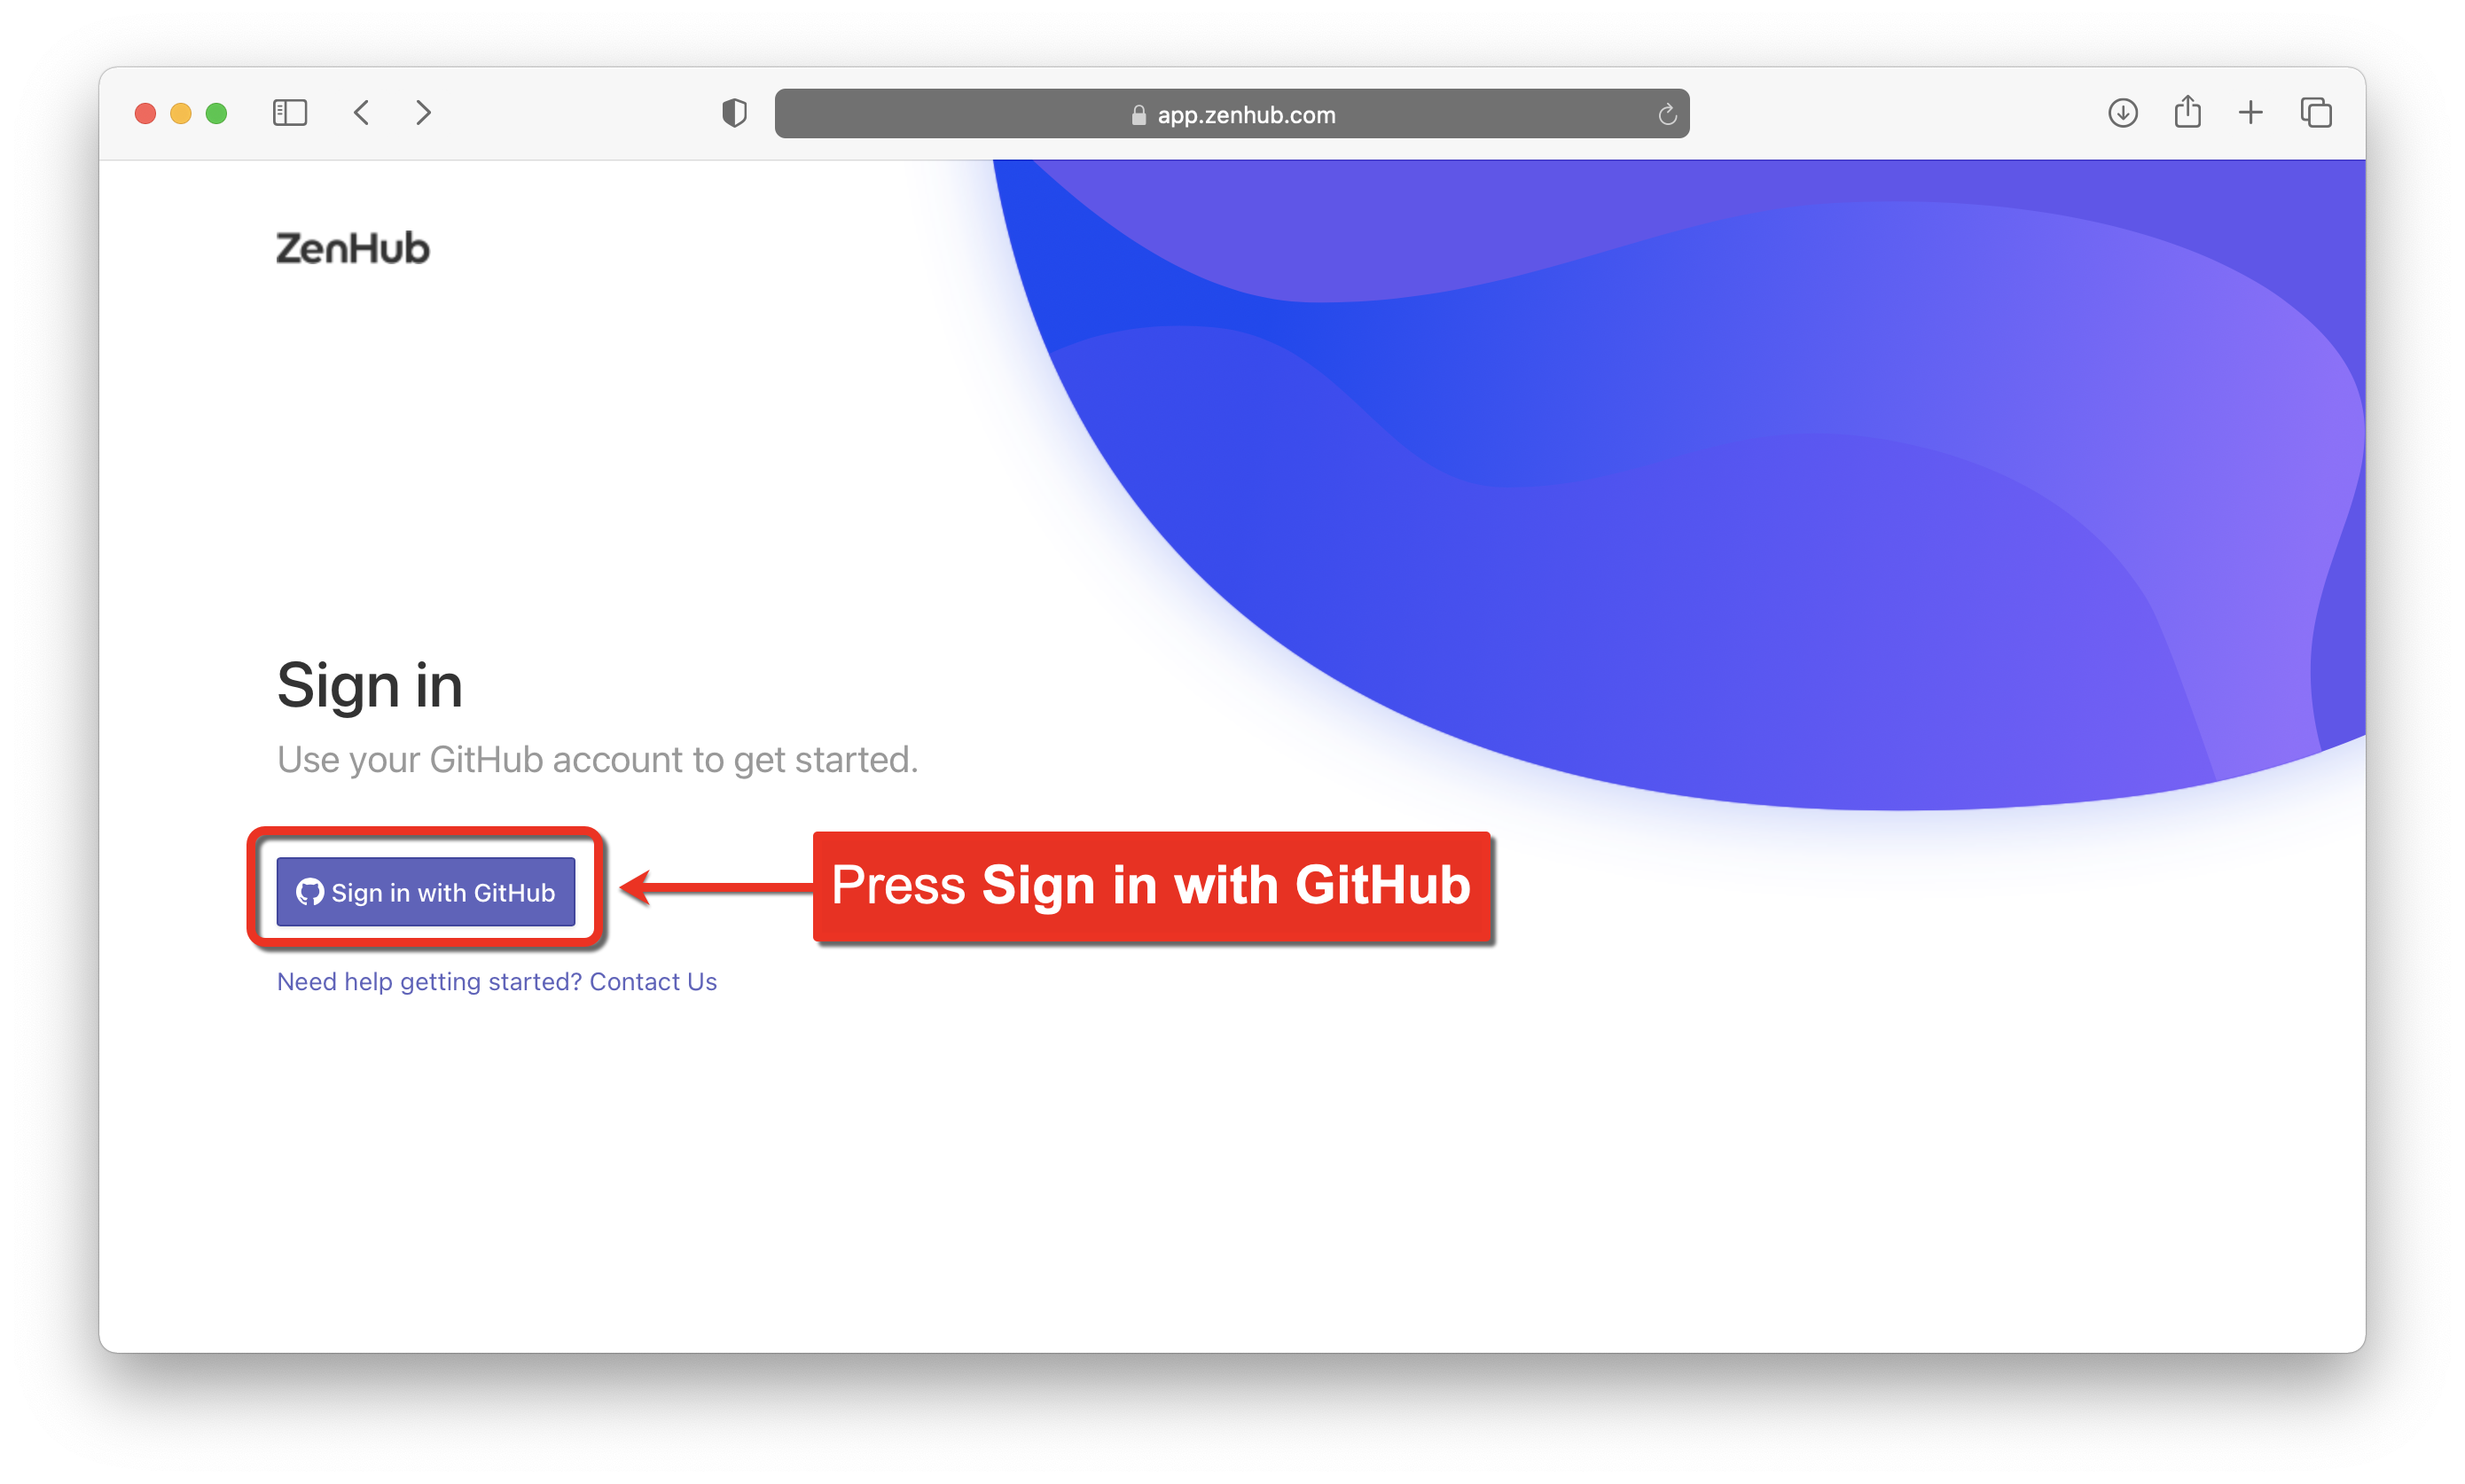 app.zenhub.com
ZenHub
Sign in
Use your GitHub account to get started.
Sign in with GitHub
Press Sign in with GitHub
Need help getting started? Contact Us